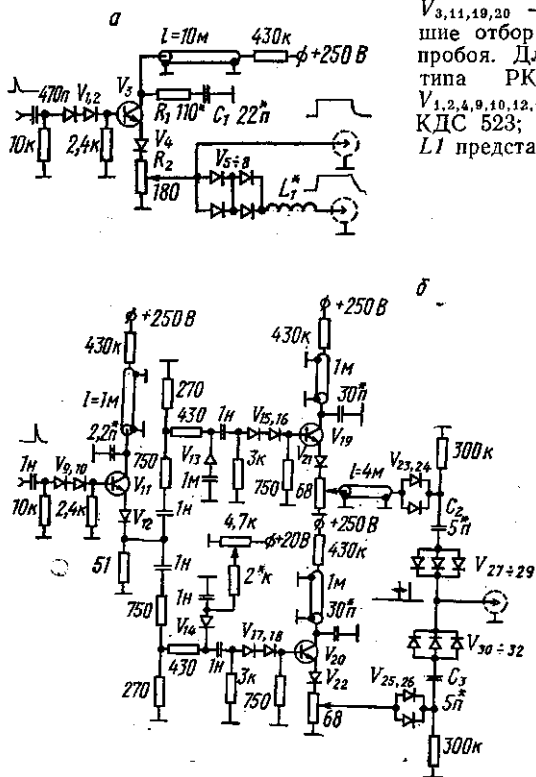 а
l=10м
430к
+250 В
470п
V1,2
V3
R1 110*
C1 22*п
10к
2,4к
V4
R2
180
V5÷8
L1*
V3,11,19,20 –
шие отбор
пробоя. Дл
типа РК
V1,2,4,9,10,12,
КДС 523;
L1 предста
б
+250 В
430к
l=1м
2,2п*
750
1н
V9,10
V11
10к
2,4к
V12
51
270
430
1н
V15,16
V13
1м
3к
750
1н
+250 В
430к
1м
30*п
V19
V21
68
l=4м
V23,24
300к
C2
5*п
V27÷29
4,7к
+20В
2*к
+250 В
430к
1м
30*п
1н
750
1н
V14
430
1н
V17,18
270
3к
750
V20
V22
68
V25,26
V30÷32
C3
5п*
300к